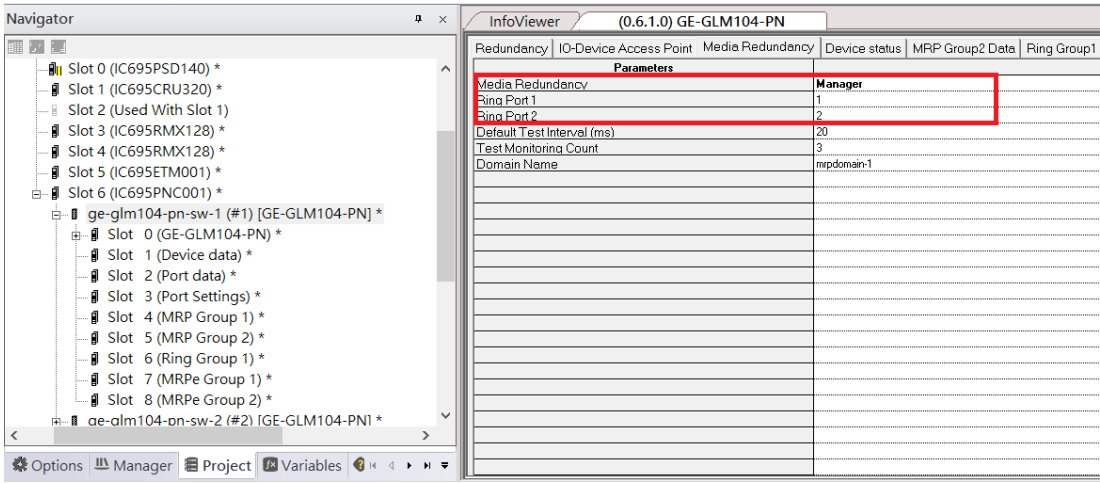 Navigator
Slot 0 (IC695PSD140) *
Slot 1 (IC695CRU320) *
Slot 2 (Used With Slot 1)
Slot 3 (IC695RMX128) *
Slot 4 (IC695RMX128) *
Slot 5 (IC695ETM001) *
Slot 6 (IC695PNC001) *
ge-glm104-pn-sw-1 (#1) [GE-GLM104-PN] *
Slot 0 (GE-GLM104-PN) *
Slot 1 (Device data) *
Slot 2 (Port data) *
Slot 3 (Port Settings) *
Slot 4 (MRP Group 1) *
Slot 5 (MRP Group 2) *
Slot 6 (Ring Group 1) *
Slot 7 (MRPe Group 1) *
Slot 8 (MRPe Group 2) *
ge-glm104-pn-sw-2 (#2) [GE-GLM104-PN] *
Options Manager Project Variables
InfoViewer (0.6.1.0) GE-GLM104-PN
Redundancy IO-Device Access Point Media Redundancy Device status MRP Group2 Data Ring Group1
Parameters
Media Redundancy Manager
Ring Port 1 1
Ring Port 2 2
Default Test Interval (ms) 20
Test Monitoring Count 3
Domain Name mrpdomain-1